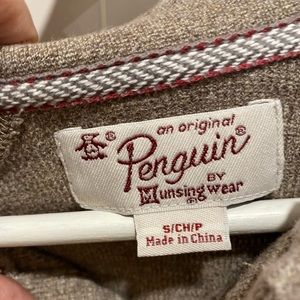 an original
Penguin®
BY
Munsingwear®
S/CH/P
Made in China